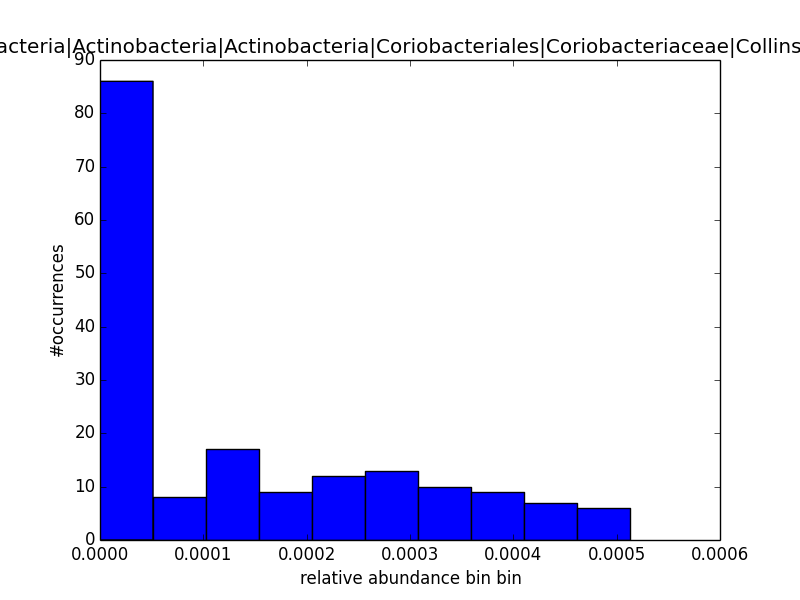 acteria|Actinobacteria|Actinobacteria|Coriobacteriales|Coriobacteriaceae|Collins
90
80
70
60
50
40
30
20
10
0
#occurrences
0.0000 0.0001 0.0002 0.0003 0.0004 0.0005 0.0006
relative abundance bin bin